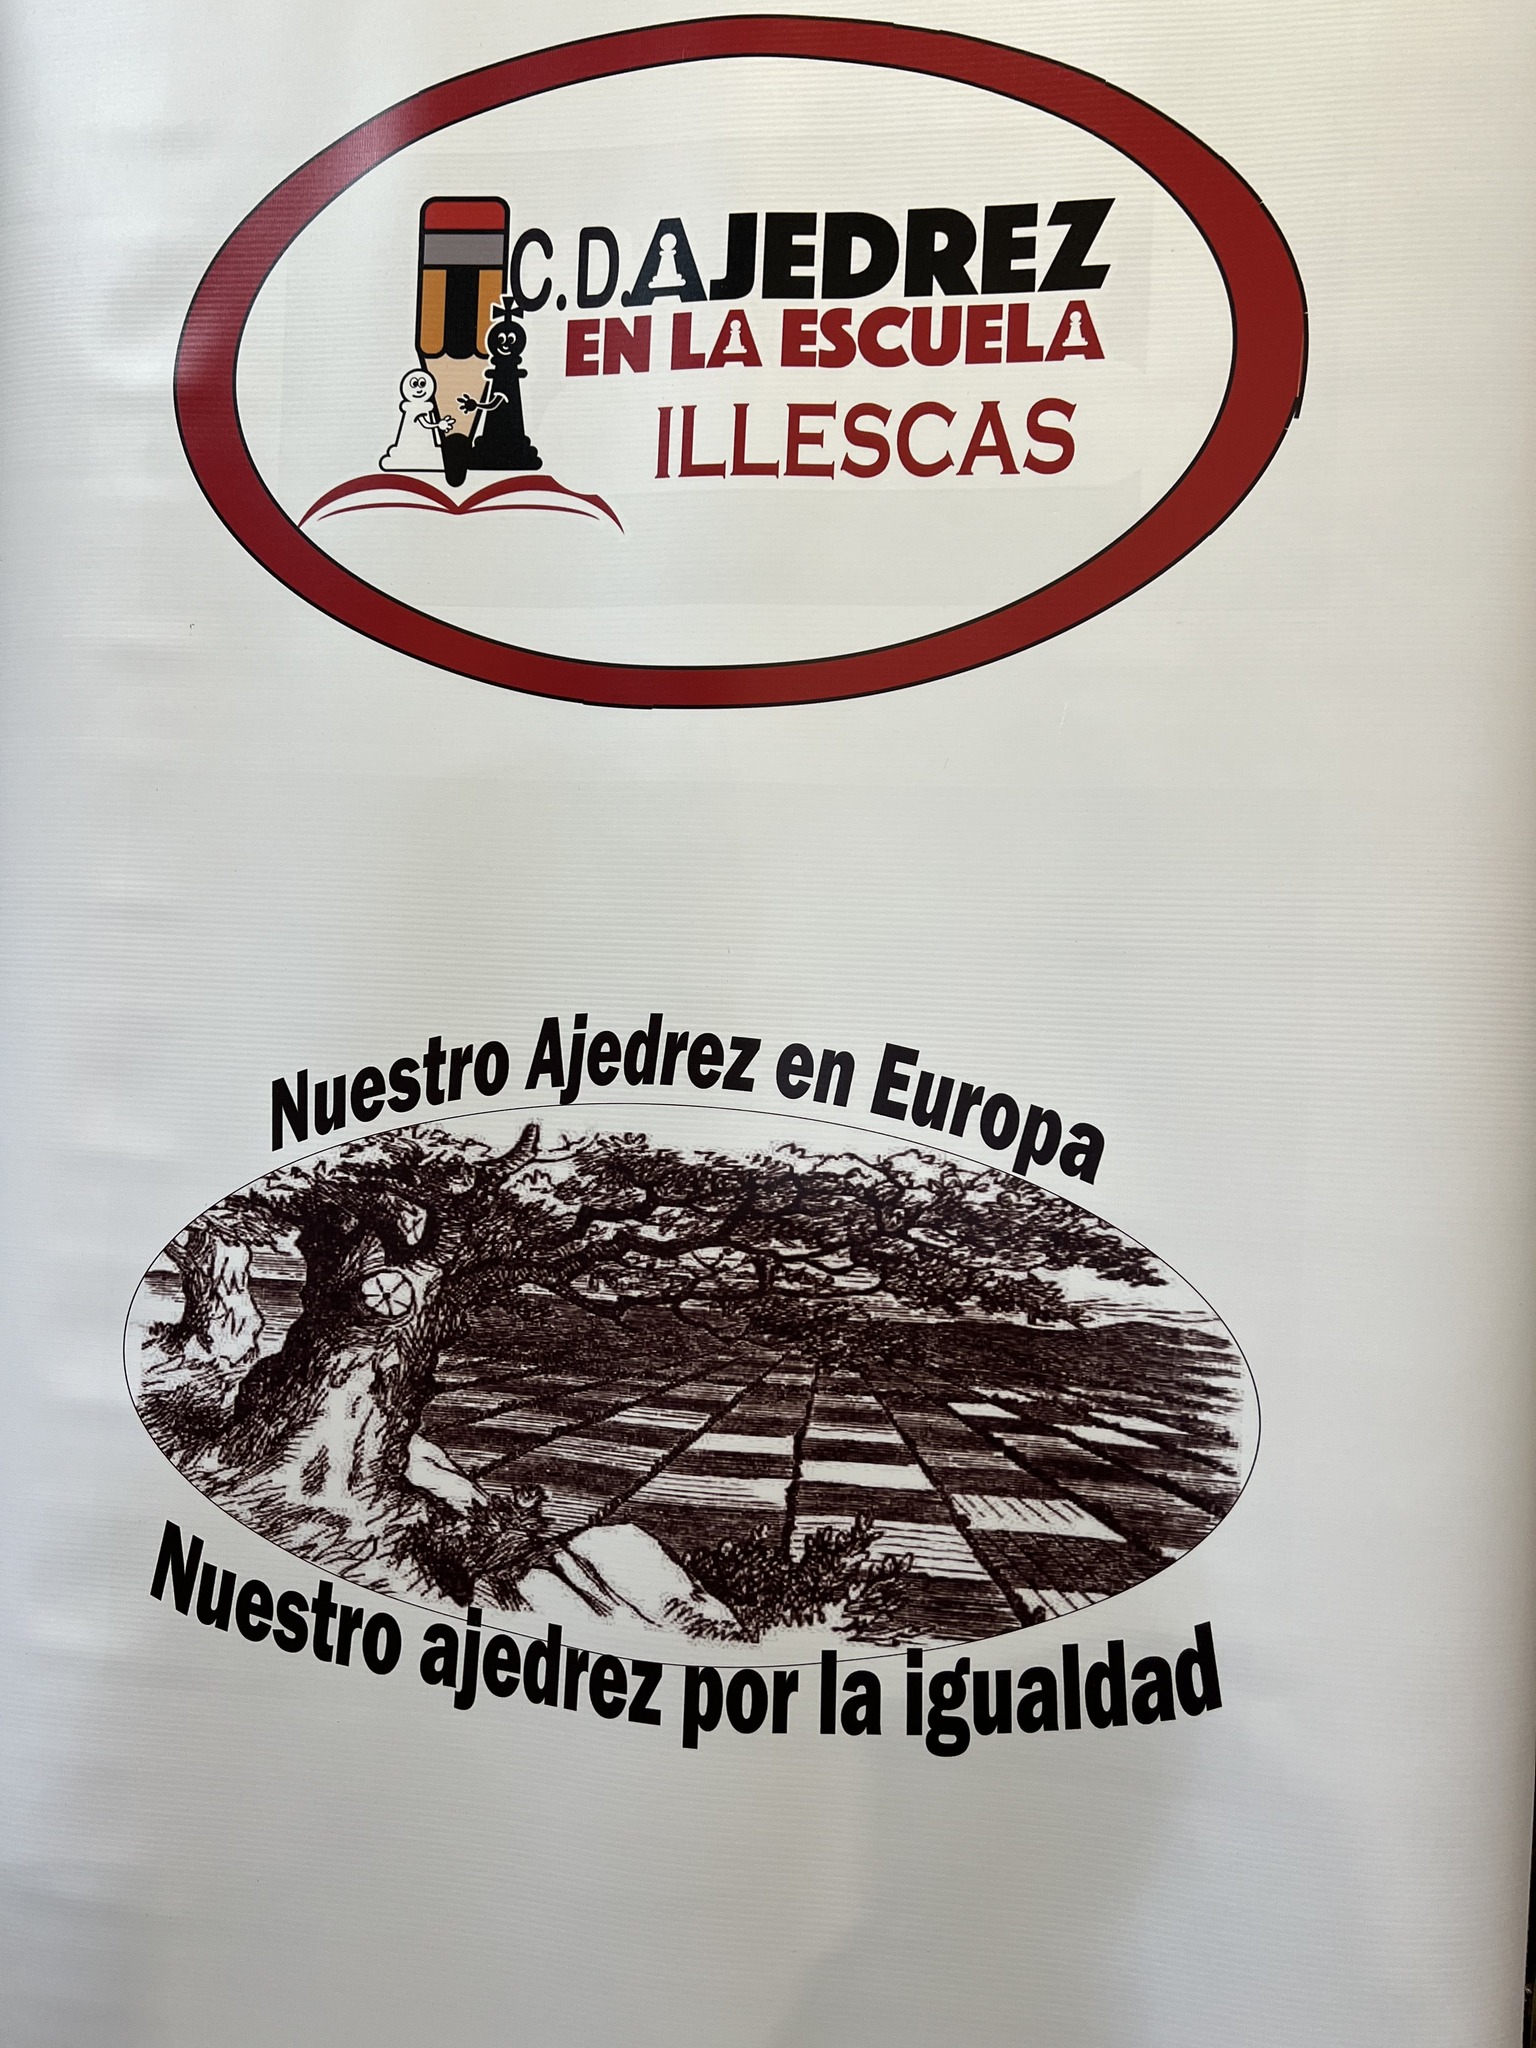 C.D.AJEDREZ
EN LA ESCUELA
ILLESCAS
Nuestro Ajedrez en Europa
Nuestro ajedrez por la igualdad